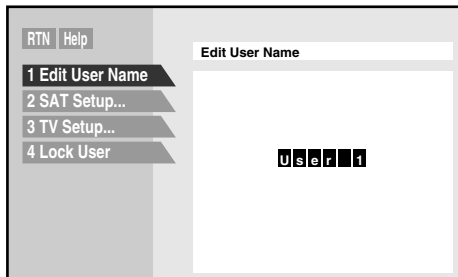 RTN Help
Edit User Name
1 Edit User Name
2 SAT Setup...
3 TV Setup...
4 Lock User
User 1